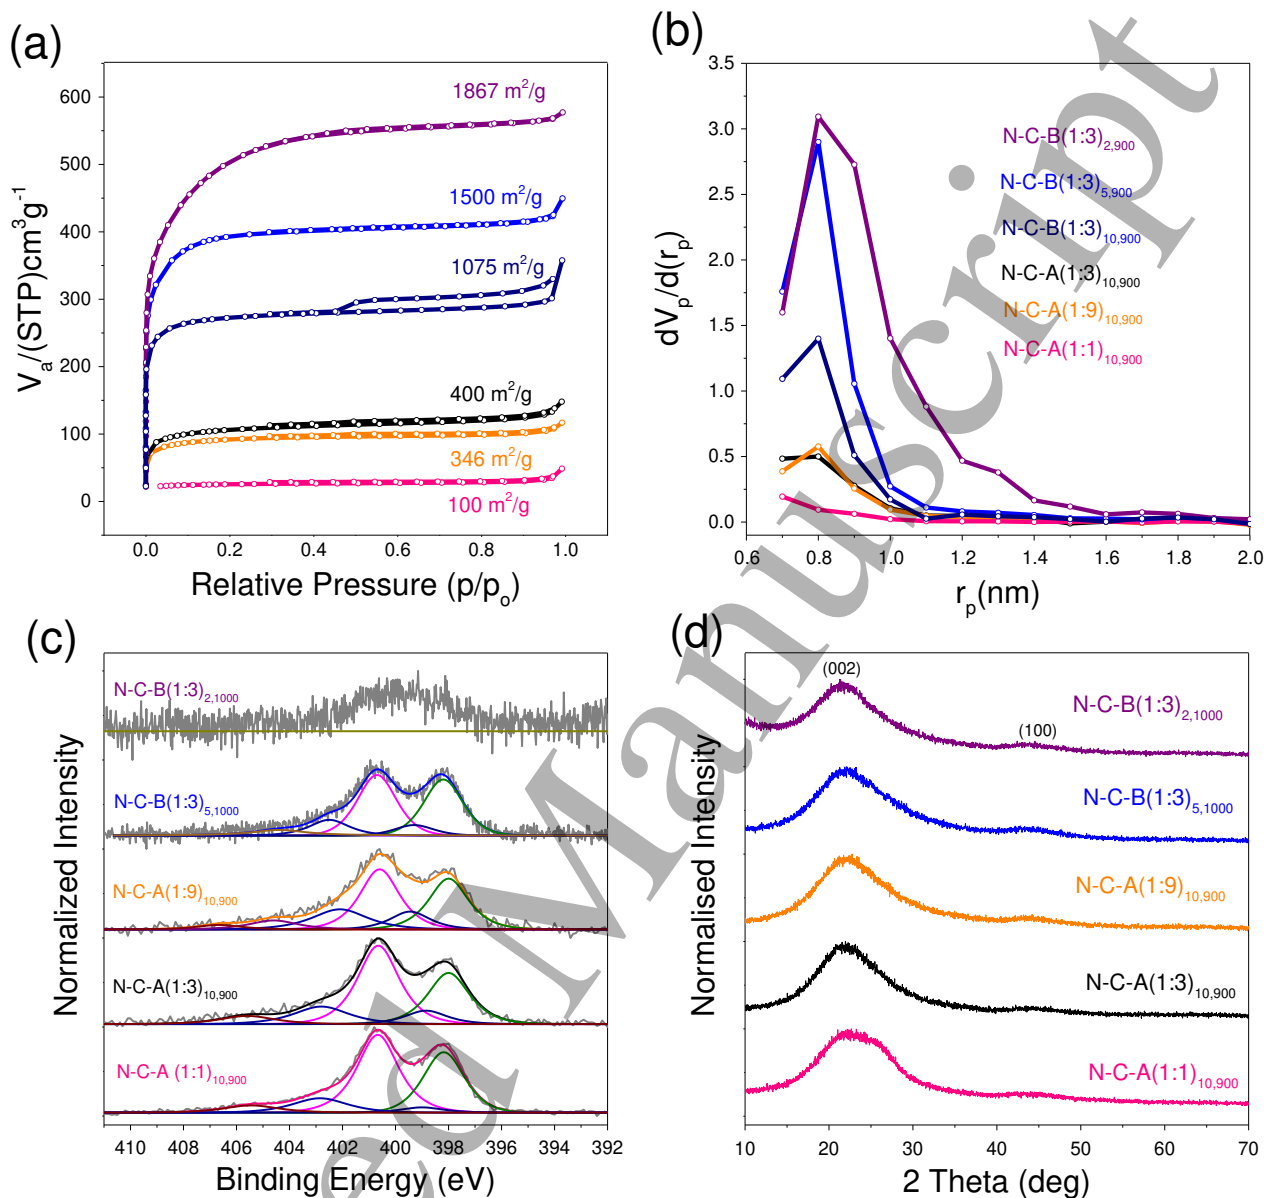 (a)
600
500
400
300
200
100
0
Vₐ/(STP)cm³g⁻¹
1867 m²/g
1500 m²/g
1075 m²/g
400 m²/g
346 m²/g
100 m²/g
0.0 0.2 0.4 0.6 0.8 1.0
Relative Pressure (p/pₒ)
(b)
3.5
3.0
2.5
2.0
1.5
1.0
0.5
0.0
dVₚ/d(rₚ)
N-C-B(1:3)₂,₉₀₀
N-C-B(1:3)₅,₉₀₀
N-C-B(1:3)₁₀,₉₀₀
N-C-A(1:3)₁₀,₉₀₀
N-C-A(1:9)₁₀,₉₀₀
N-C-A(1:1)₁₀,₉₀₀
0.6 0.8 1.0 1.2 1.4 1.6 1.8 2.0
rₚ(nm)
(c)
Normalized Intensity
N-C-B(1:3)₂,₁₀₀₀
N-C-B(1:3)₅,₁₀₀₀
N-C-A(1:9)₁₀,₉₀₀
N-C-A(1:3)₁₀,₉₀₀
N-C-A (1:1)₁₀,₉₀₀
410 408 406 404 402 400 398 396 394 392
Binding Energy (eV)
(d)
Normalised Intensity
(002)
(100)
N-C-B(1:3)₂,₁₀₀₀
N-C-B(1:3)₅,₁₀₀₀
N-C-A(1:9)₁₀,₉₀₀
N-C-A(1:3)₁₀,₉₀₀
N-C-A(1:1)₁₀,₉₀₀
10 20 30 40 50 60 70
2 Theta (deg)
ed Manuscript